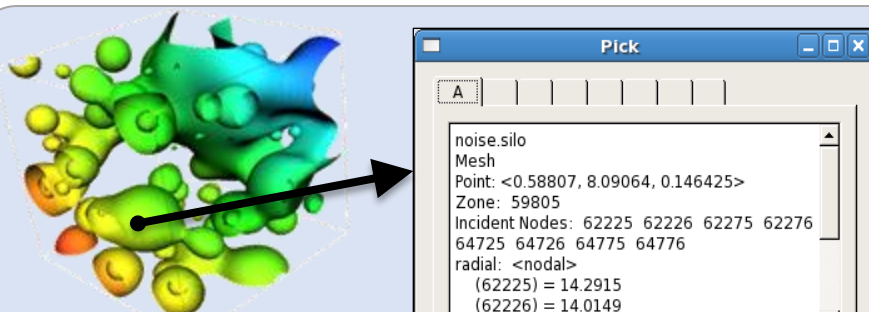 Pick
A
noise.silo
Mesh
Point: <0.58807, 8.09064, 0.146425>
Zone:  59805
Incident Nodes:  62225  62226  62275  62276
64725  64726  64775  64776
radial:  <nodal>
(62225) = 14.2915
(62226) = 14.0149